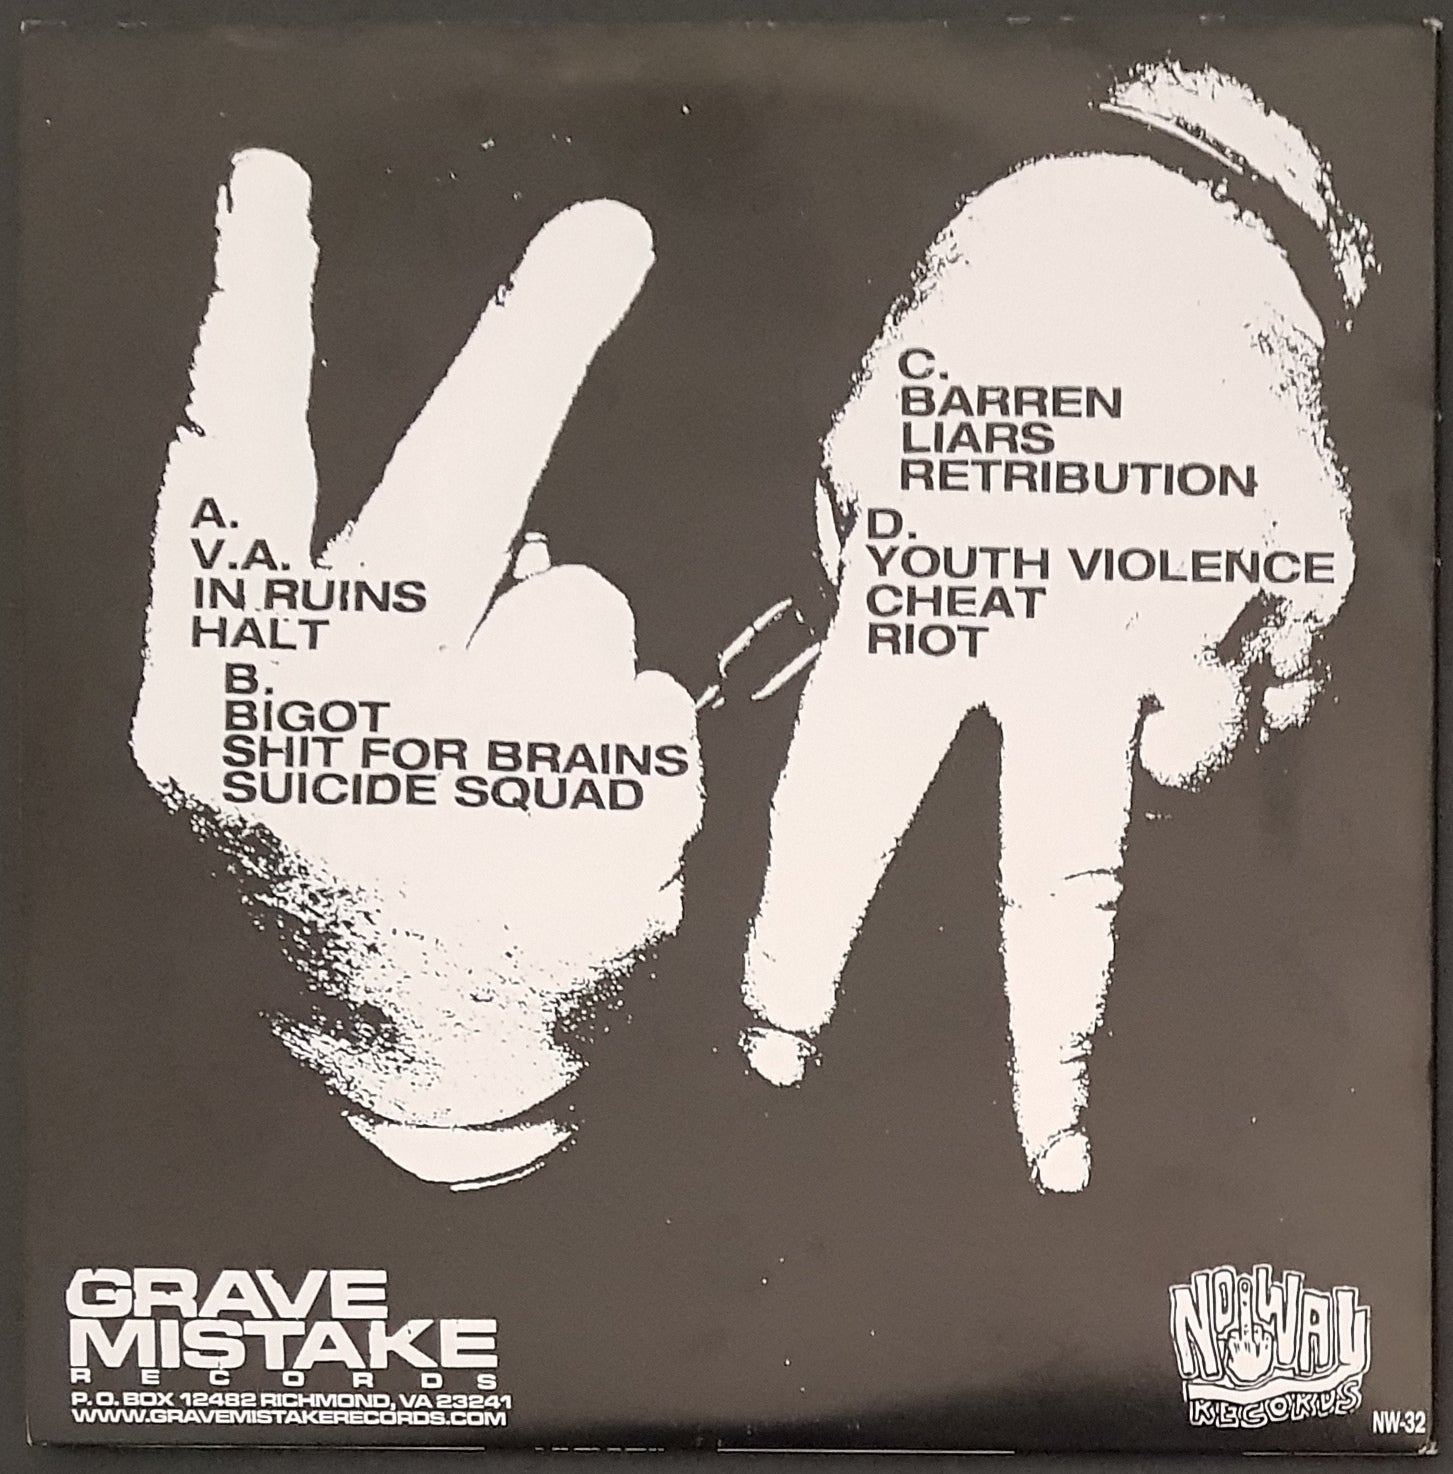 A.
V.A.
IN RUINS
HALT
B.
BIGOT
SHIT FOR BRAINS
SUICIDE SQUAD
C.
BARREN
LIARS
RETRIBUTION
D.
YOUTH VIOLENCE
CHEAT
RIOT
GRAVE
MISTAKE
RECORDS
P.O. BOX 12482 RICHMOND, VA 23241
WWW.GRAVEMISTAKERECORDS.COM
NO WAY
RECORDS
NW-32